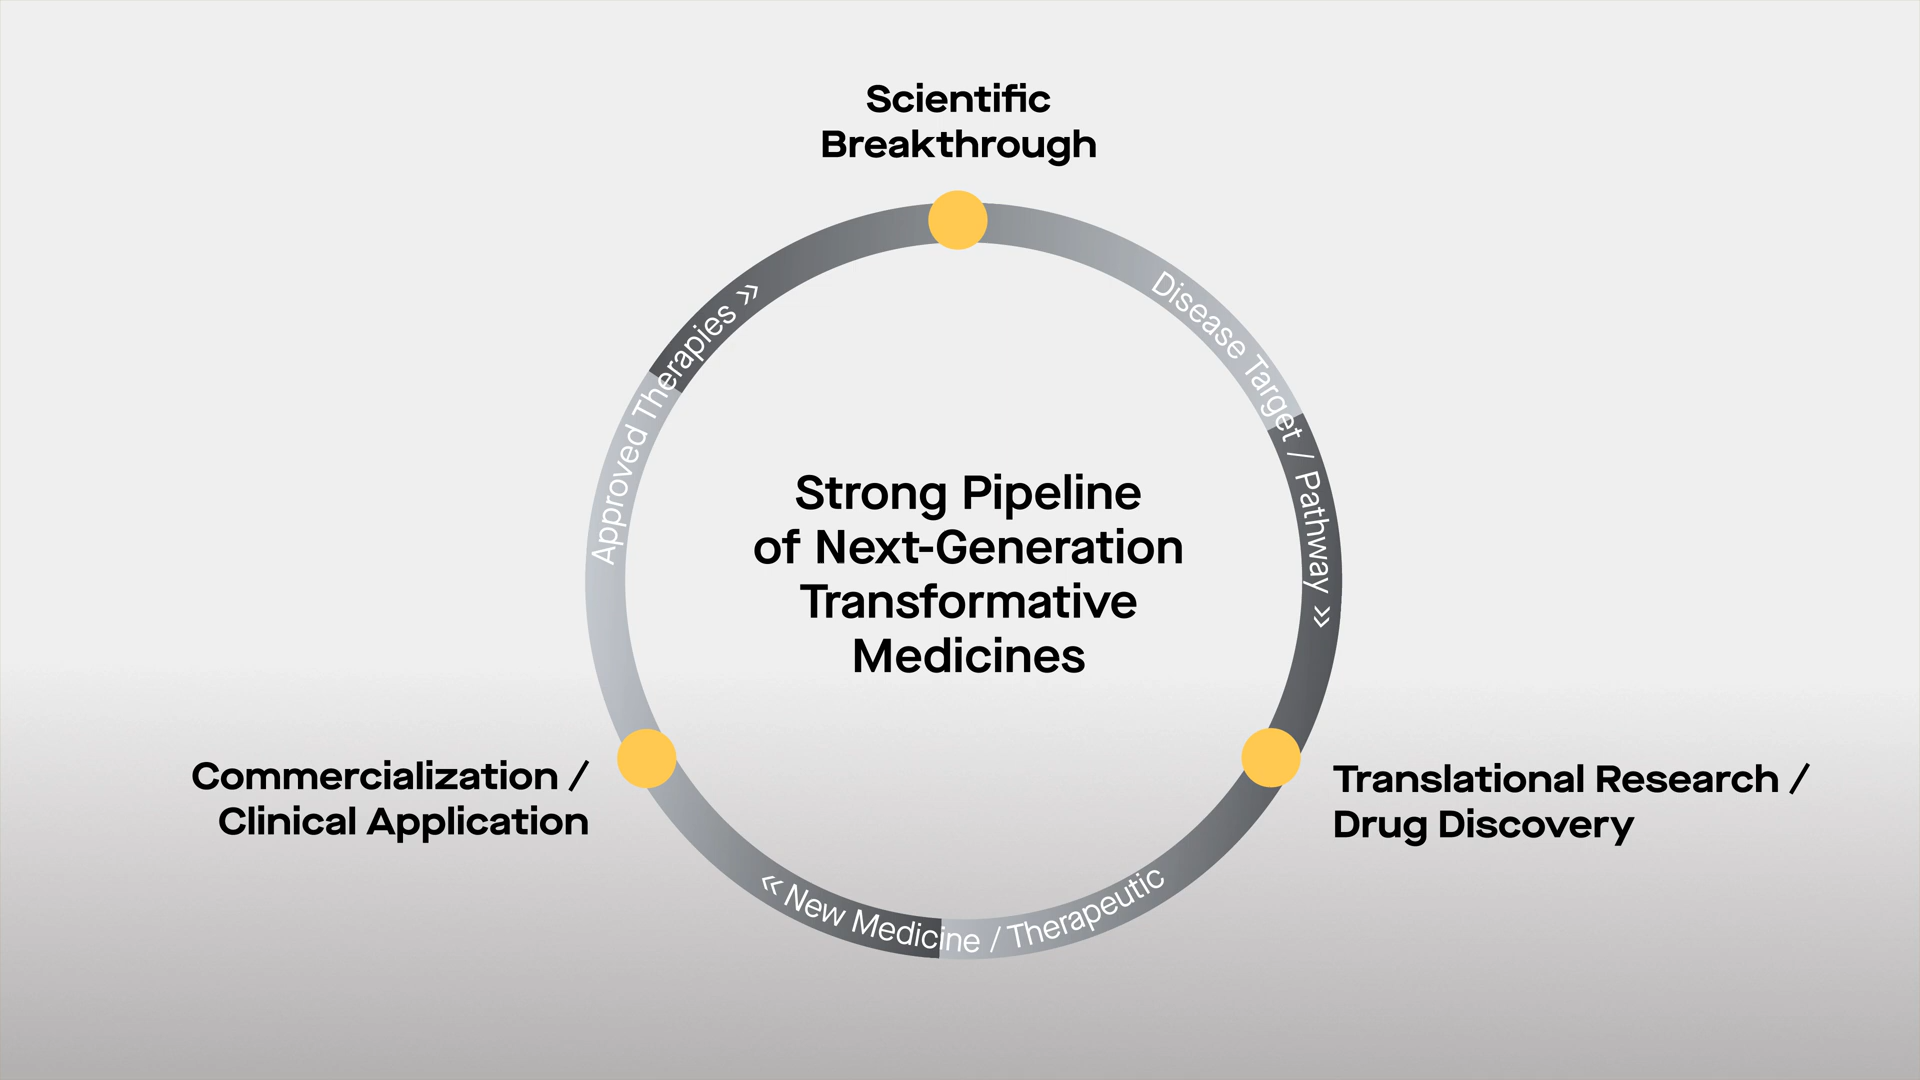 Scientific
Breakthrough
Disease Target / Pathway »
Approved Therapies »
Strong Pipeline
of Next-Generation
Transformative
Medicines
Commercialization /
Clinical Application
Translational Research /
Drug Discovery
« New Medicine / Therapeutic